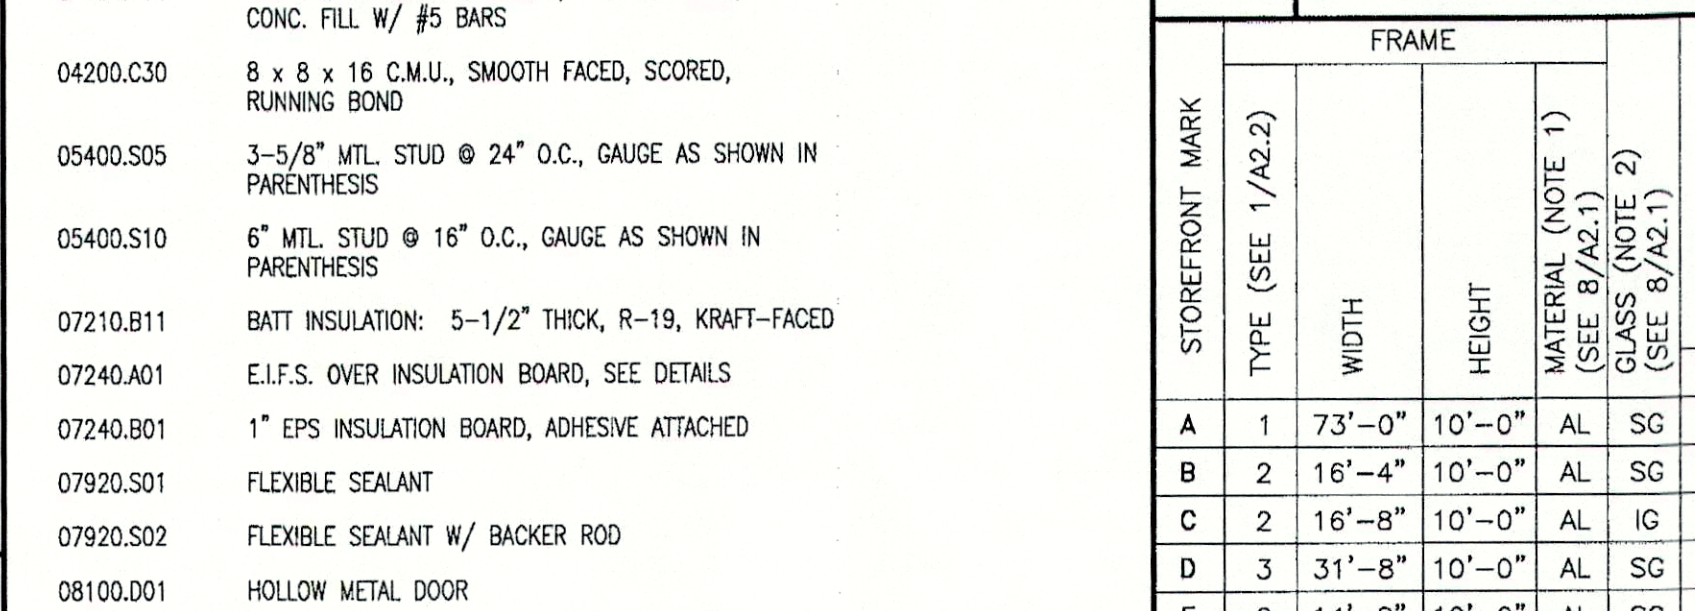 CONC. FILL W/ #5 BARS
04200.C30 8 x 8 x 16 C.M.U., SMOOTH FACED, SCORED,
RUNNING BOND
05400.S05 3-5/8" MTL. STUD @ 24" O.C., GAUGE AS SHOWN IN
PARENTHESIS
05400.S10 6" MTL. STUD @ 16" O.C., GAUGE AS SHOWN IN
PARENTHESIS
07210.B11 BATT INSULATION: 5-1/2" THICK, R-19, KRAFT-FACED
07240.A01 E.I.F.S. OVER INSULATION BOARD, SEE DETAILS
07240.B01 1" EPS INSULATION BOARD, ADHESIVE ATTACHED
07920.S01 FLEXIBLE SEALANT
07920.S02 FLEXIBLE SEALANT W/ BACKER ROD
08100.D01 HOLLOW METAL DOOR
FRAME
STOREFRONT MARK
TYPE (SEE 1/A2.2)
WIDTH
HEIGHT
MATERIAL (NOTE 1)
(SEE 8/A2.1)
GLASS (NOTE 2)
(SEE 8/A2.1)
A 1 73'-0" 10'-0" AL SG
B 2 16'-4" 10'-0" AL SG
C 2 16'-8" 10'-0" AL IG
D 3 31'-8" 10'-0" AL SG